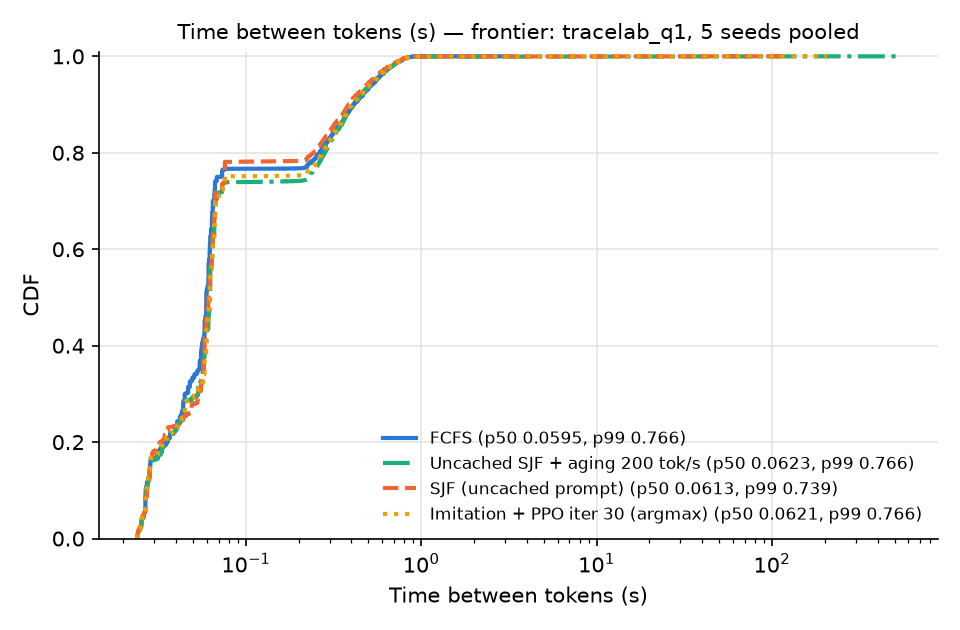 Time between tokens (s) — frontier: tracelab_q1, 5 seeds pooled
CDF
1.0
0.8
0.6
0.4
0.2
0.0
FCFS (p50 0.0595, p99 0.766)
Uncached SJF + aging 200 tok/s (p50 0.0623, p99 0.766)
SJF (uncached prompt) (p50 0.0613, p99 0.739)
Imitation + PPO iter 30 (argmax) (p50 0.0621, p99 0.766)
10⁻¹ 10⁰ 10¹ 10²
Time between tokens (s)